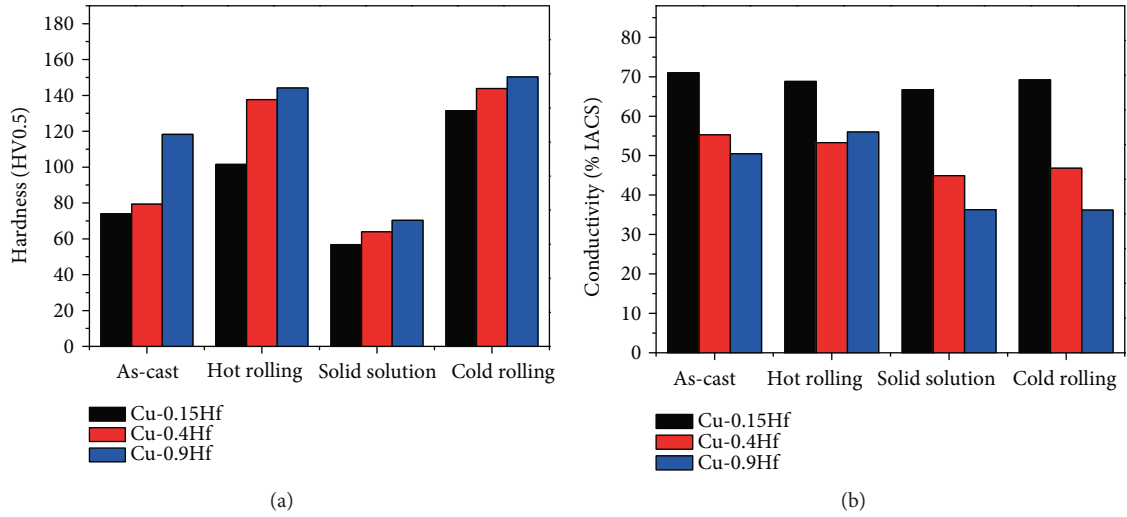 180
160
140
120
100
80
60
40
20
0
Hardness (HV0.5)
As-cast Hot rolling Solid solution Cold rolling
Cu-0.15Hf
Cu-0.4Hf
Cu-0.9Hf
(a)
80
70
60
50
40
30
20
10
0
Conductivity (% IACS)
As-cast Hot rolling Solid solution Cold rolling
Cu-0.15Hf
Cu-0.4Hf
Cu-0.9Hf
(b)